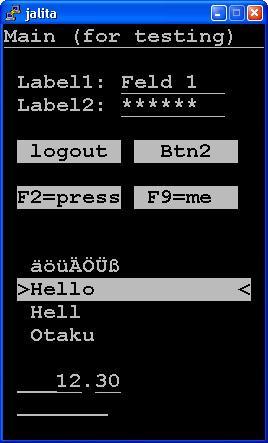 jalita
Main (for testing)
Label1: Feld 1
Label2: ******
logout Btn2
F2=press F9=me
äöüÄÖÜß
>Hello <
Hell
Otaku
___12.30